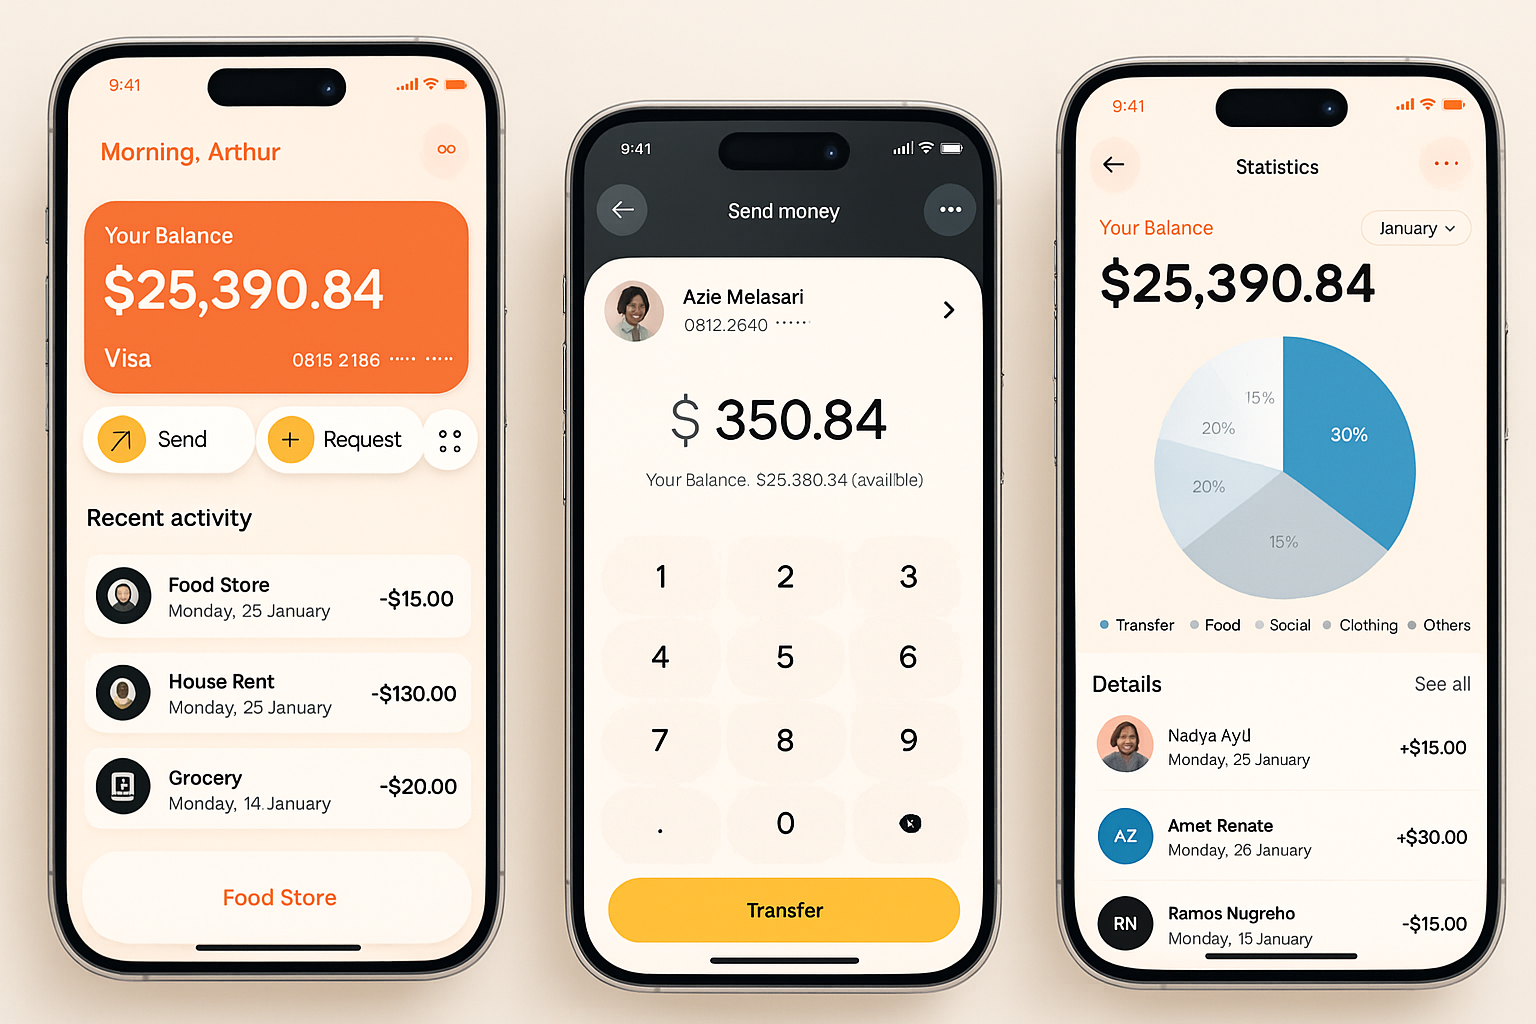 9:41
Morning, Arthur
Your Balance
$25,390.84
Visa 0815 2186 ····· ·····
Send Request
Recent activity
Food Store
Monday, 25 January
-$15.00
House Rent
Monday, 25 January
-$130.00
Grocery
Monday, 14. January
-$20.00
Food Store
9:41
Send money
Azie Melasari
0812.2640 ·····
$ 350.84
Your Balance. $25.380.34 (availlble)
1 2 3
4 5 6
7 8 9
. 0
Transfer
9:41
Statistics
Your Balance
January
$25,390.84
15%
30%
20%
20%
15%
Transfer Food Social Clothing Others
Details See all
Nadya Ayu
Monday, 25 January
+$15.00
AZ
Amet Renate
Monday, 26 January
+$30.00
RN
Ramos Nugreho
Monday, 15 January
-$15.00